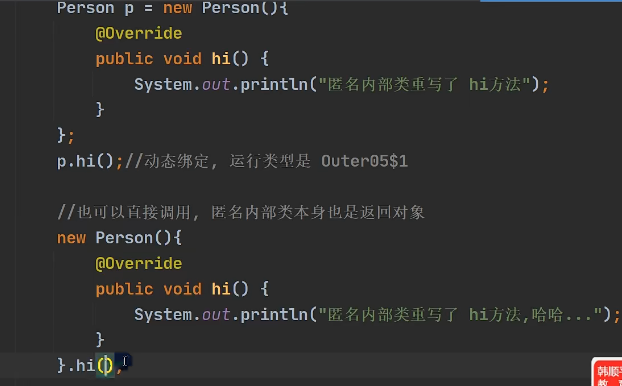 Person p = new Person(){
@Override
public void hi() {
System.out.println("匿名内部类重写了 hi方法");
}
};
p.hi();//动态绑定, 运行类型是 Outer05$1
//也可以直接调用, 匿名内部类本身也是返回对象
new Person(){
@Override
public void hi() {
System.out.println("匿名内部类重写了 hi方法,哈哈...");
}
}.hi();
韩顺